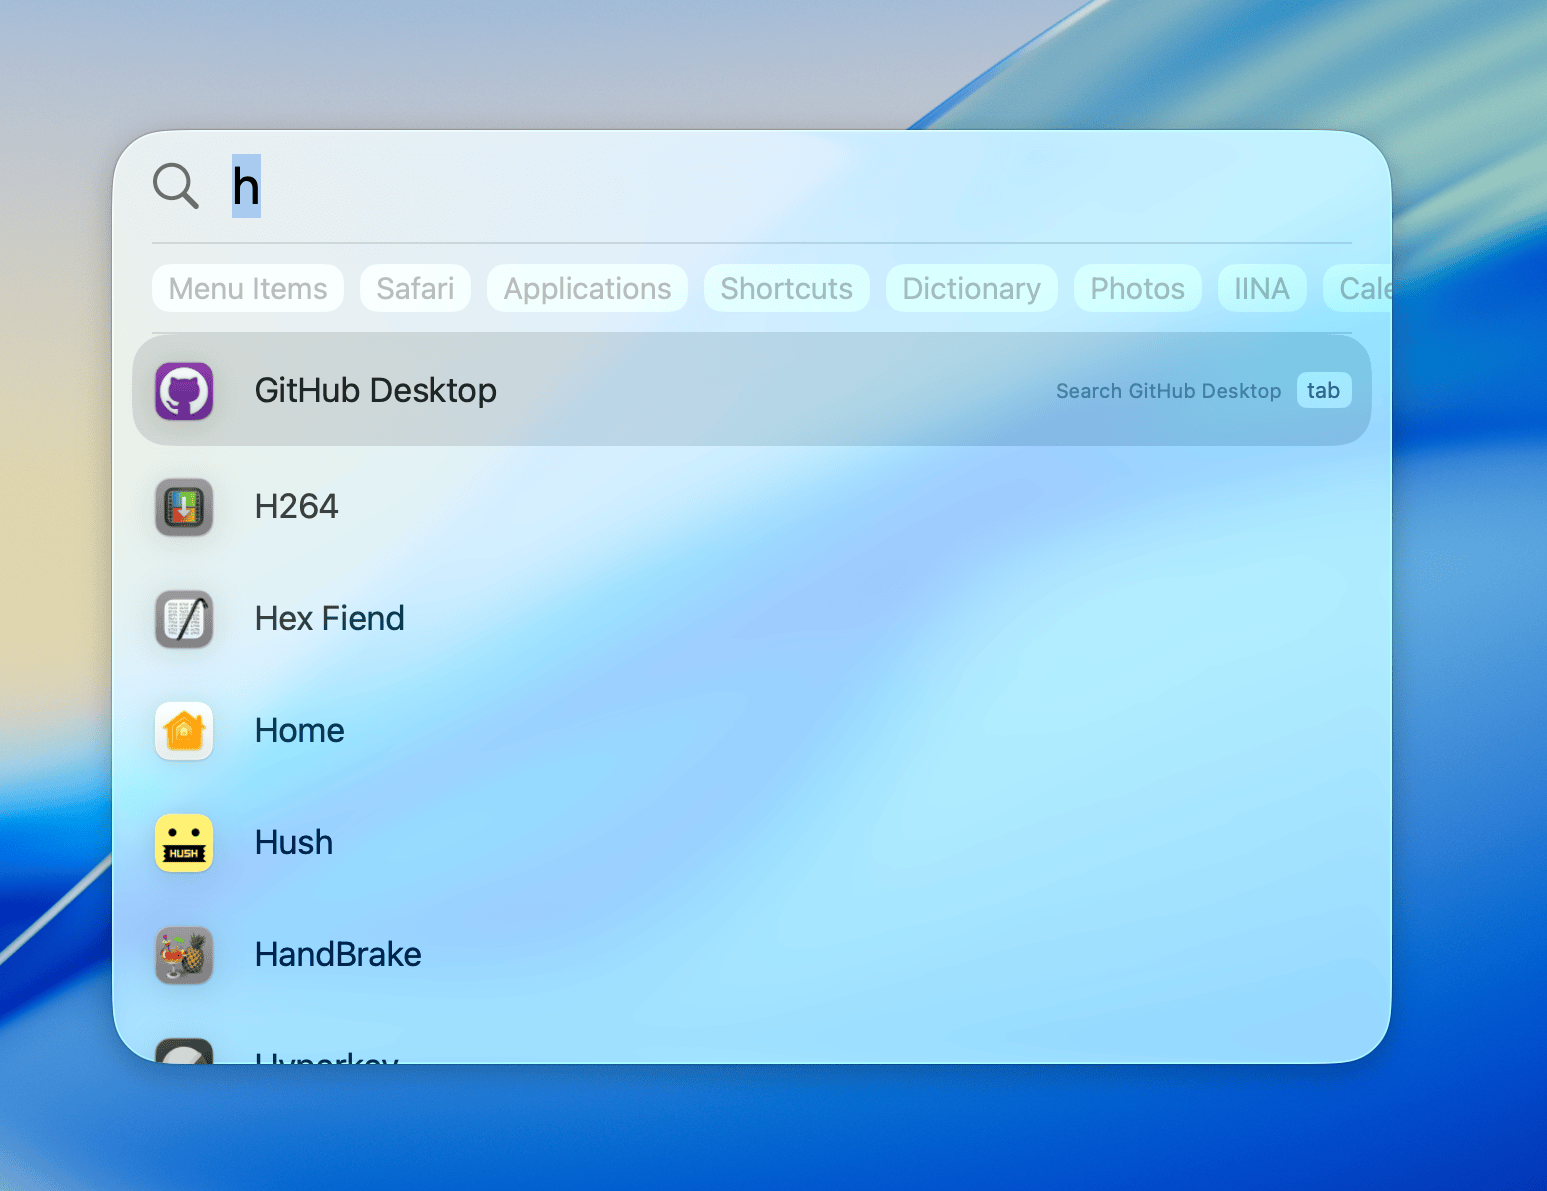 h
Menu Items Safari Applications Shortcuts Dictionary Photos IINA Cale
GitHub Desktop Search GitHub Desktop tab
H264
Hex Fiend
Home
Hush
HUSH
HandBrake
Hyperkey